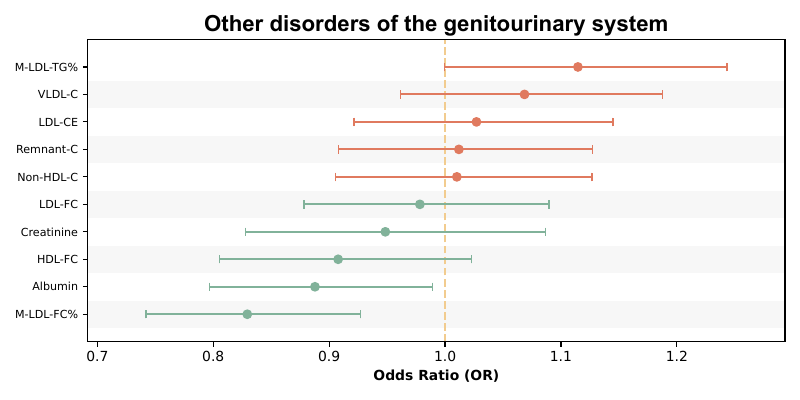 Other disorders of the genitourinary system
M-LDL-TG%
VLDL-C
LDL-CE
Remnant-C
Non-HDL-C
LDL-FC
Creatinine
HDL-FC
Albumin
M-LDL-FC%
0.7 0.8 0.9 1.0 1.1 1.2
Odds Ratio (OR)